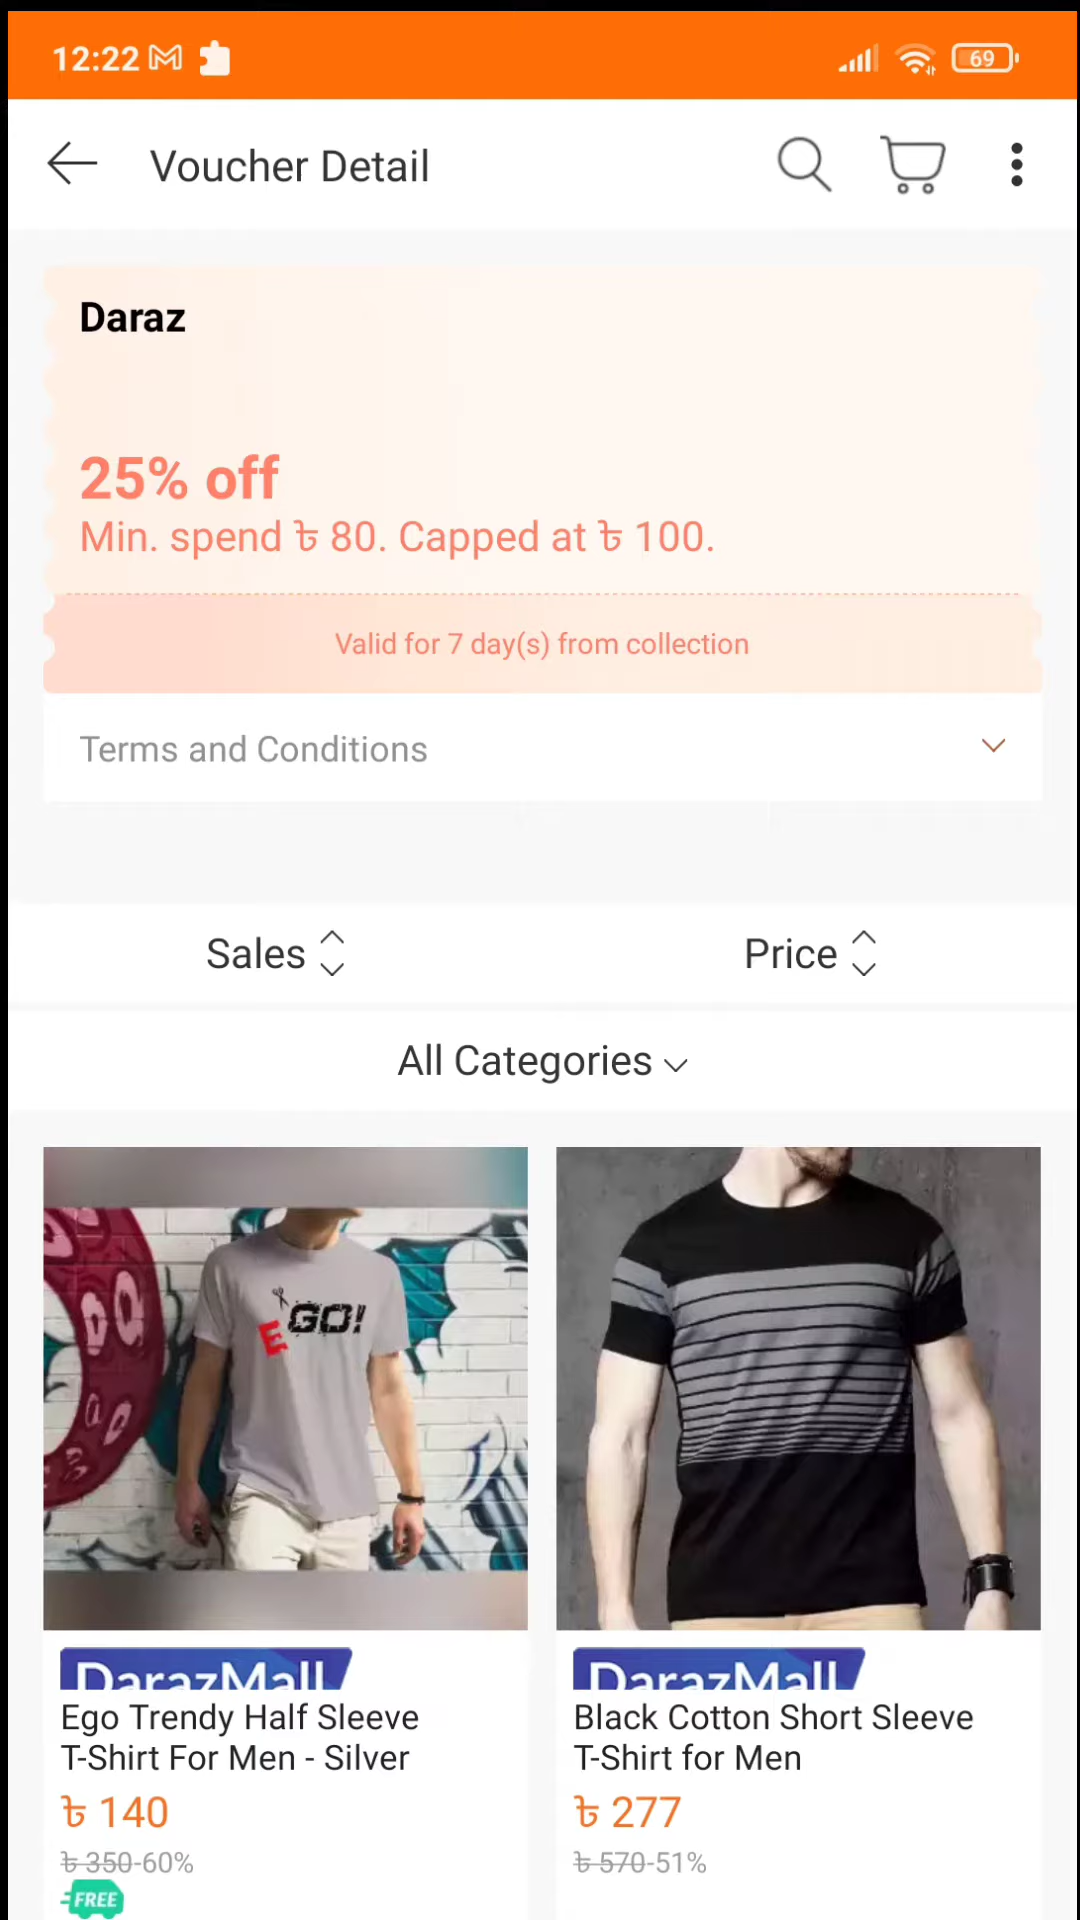 12:22
69
Voucher Detail
Daraz
25% off
Min. spend ৳ 80. Capped at ৳ 100.
Valid for 7 day(s) from collection
Terms and Conditions
Sales
Price
All Categories
E GO!
DarazMall
DarazMall
Ego Trendy Half Sleeve
T-Shirt For Men - Silver
৳ 140
৳ 350-60%
FREE
Black Cotton Short Sleeve
T-Shirt for Men
৳ 277
৳ 570-51%